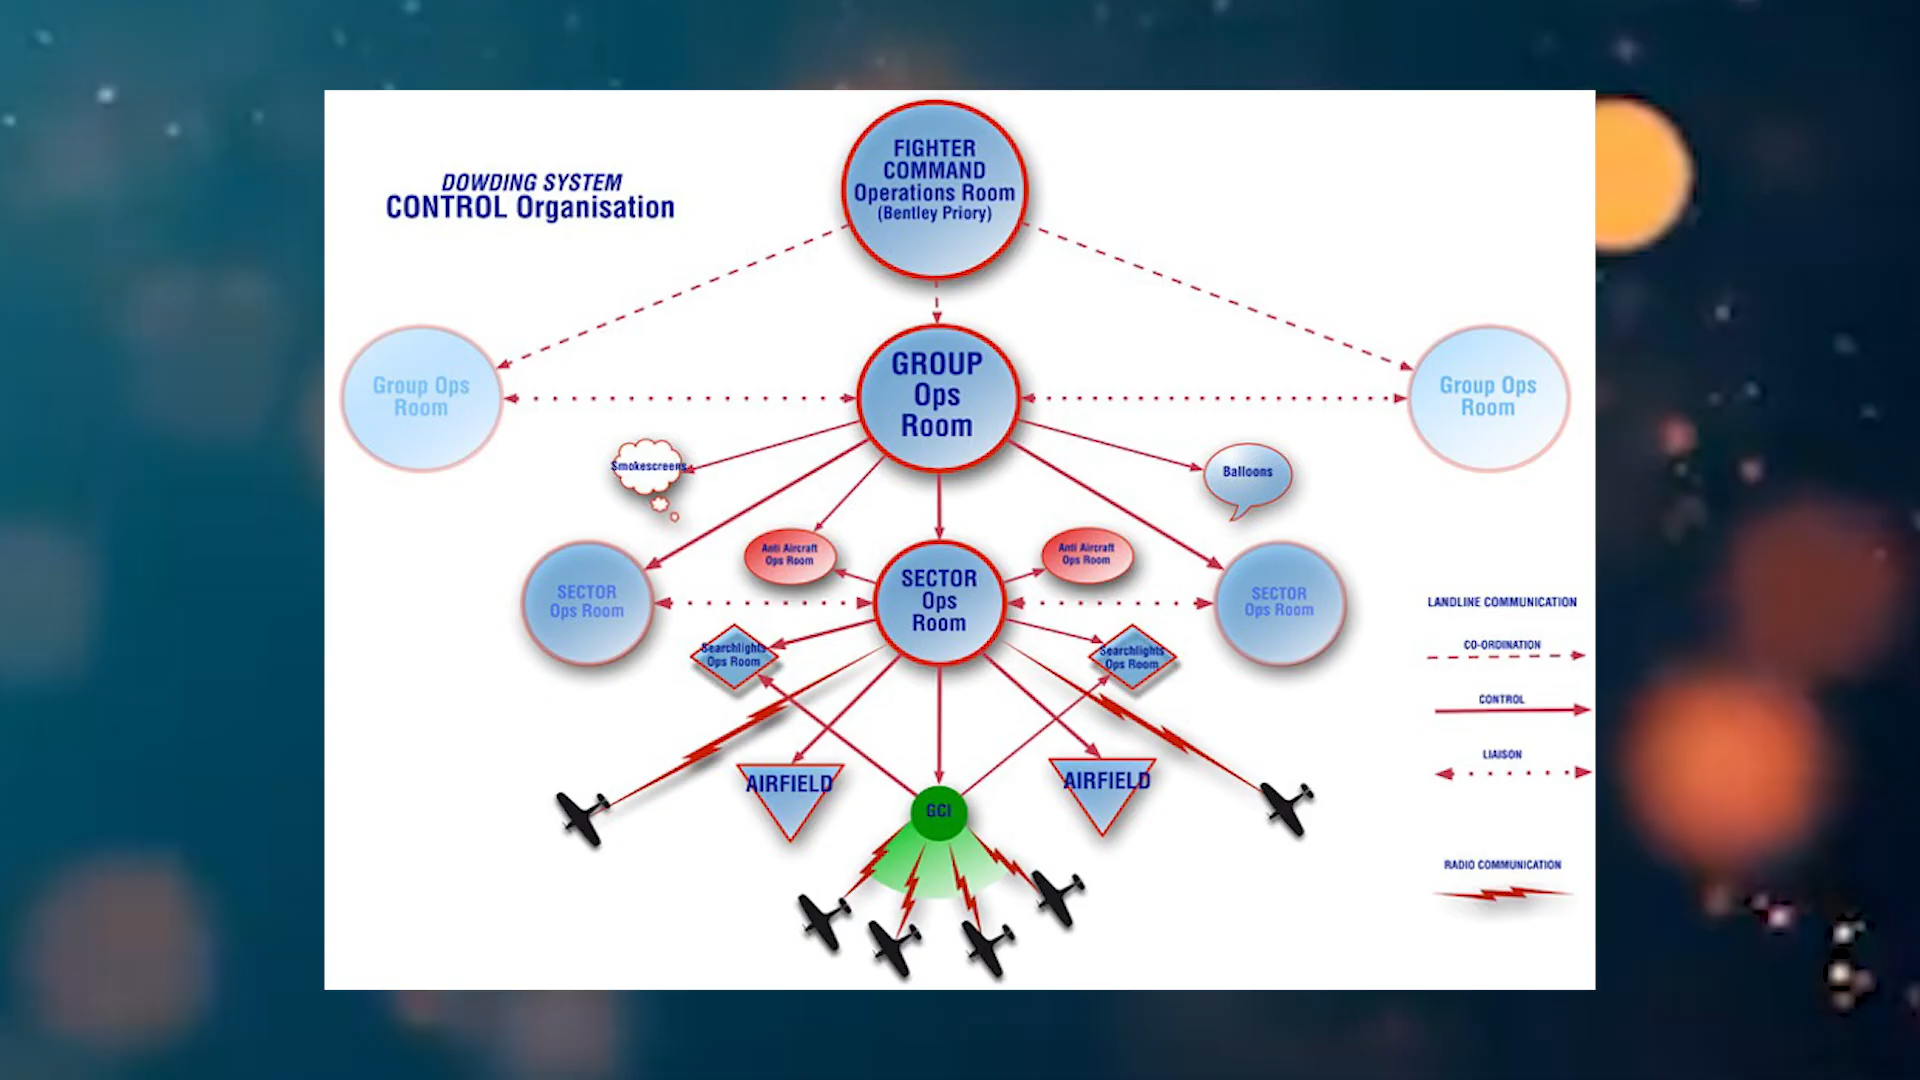 DOWDING SYSTEM
CONTROL Organisation
FIGHTER
COMMAND
Operations Room
(Bentley Priory)
Group Ops
Room
GROUP
Ops
Room
Group Ops
Room
Smokescreens
Balloons
Anti Aircraft
Ops Room
Anti Aircraft
Ops Room
SECTOR
Ops Room
SECTOR
Ops
Room
SECTOR
Ops Room
Searchlights
Ops Room
Searchlights
Ops Room
AIRFIELD
AIRFIELD
GCI
LANDLINE COMMUNICATION
CO-ORDINATION
CONTROL
LIAISON
RADIO COMMUNICATION